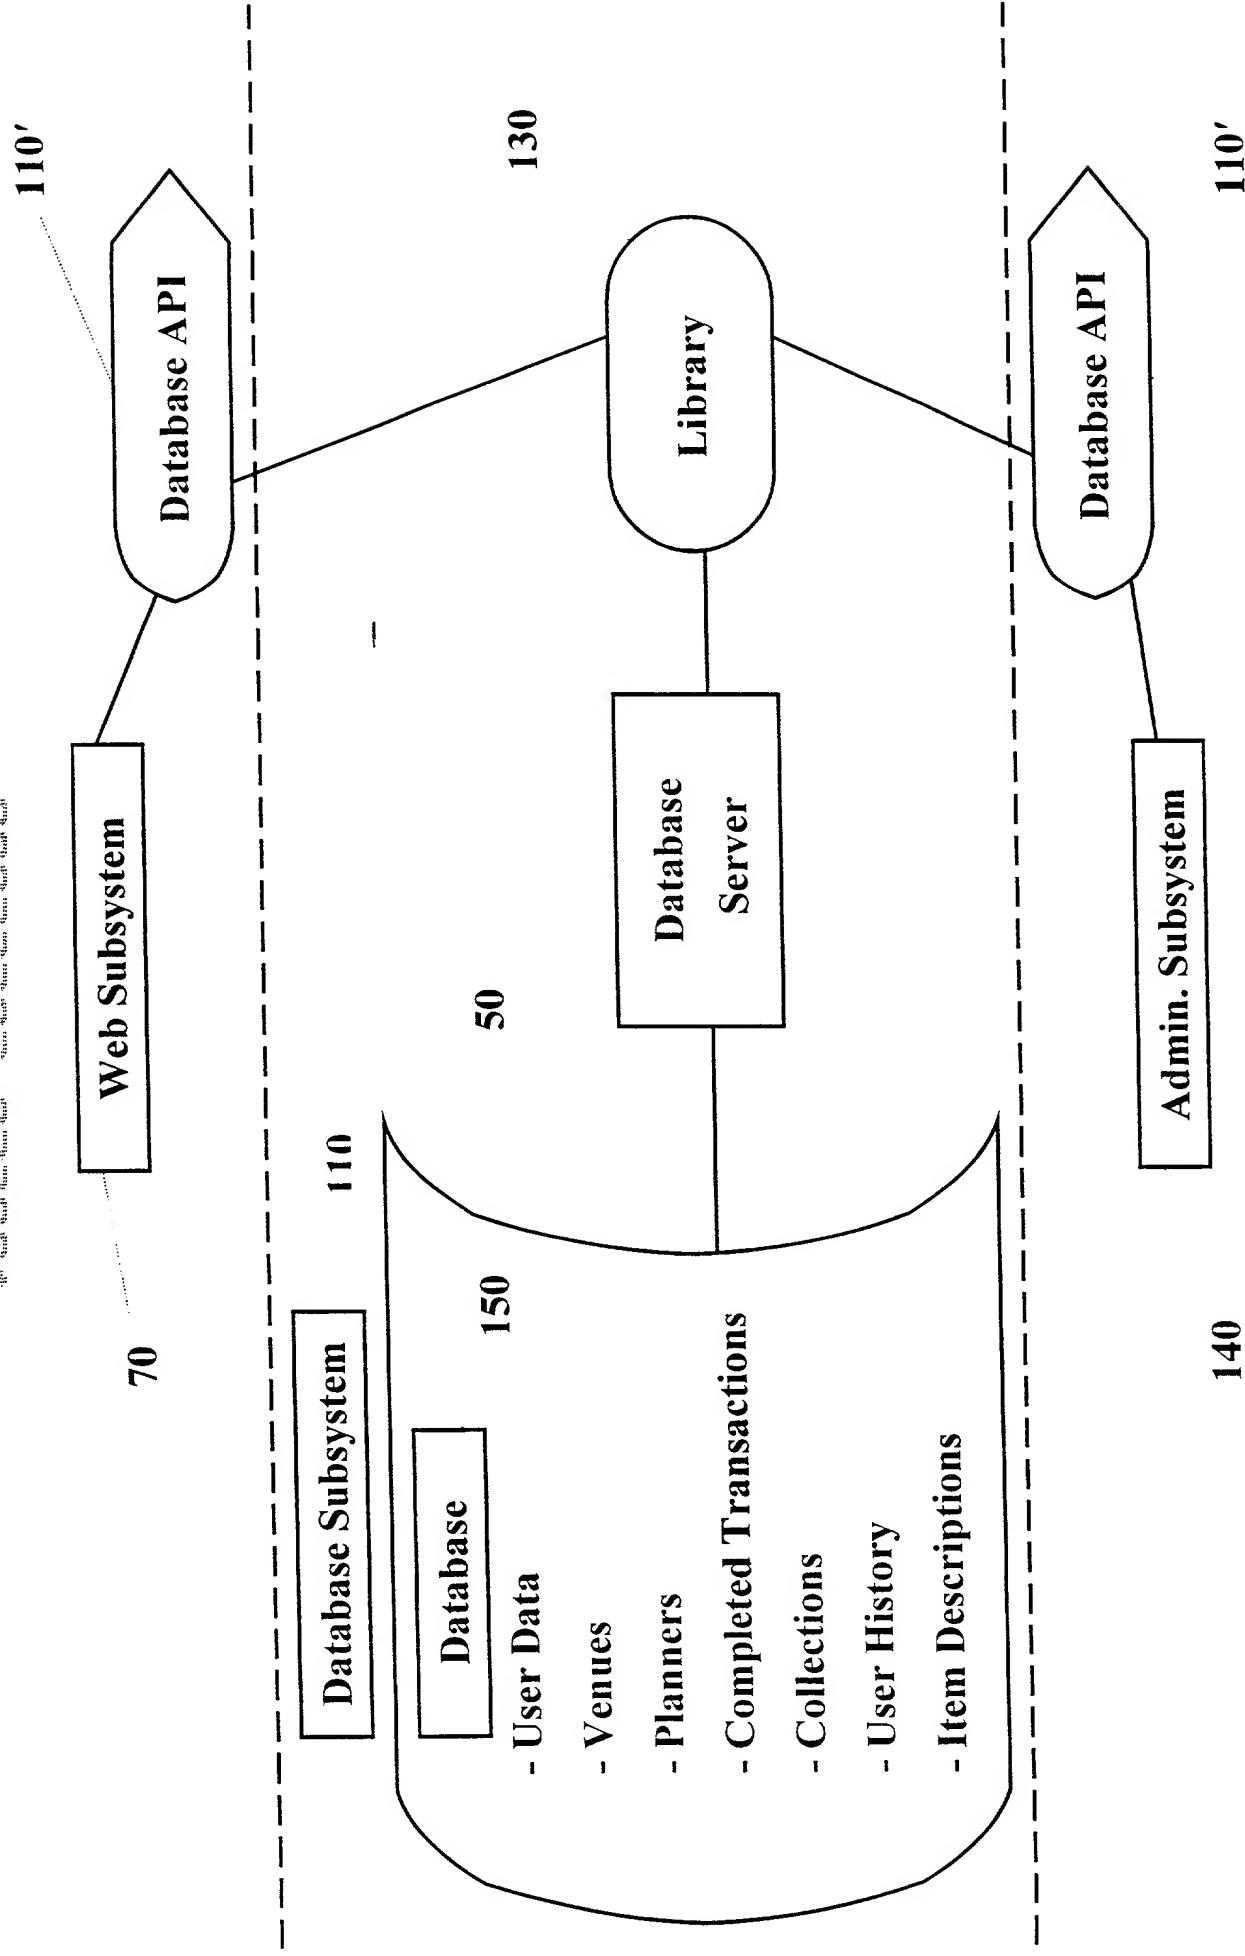 110′
Database API
Web Subsystem
70
Database Subsystem
110
Database
150
- User Data
- Venues
- Planners
- Completed Transactions
- Collections
- User History
- Item Descriptions
50
Database
Server
Library
130
Database API
110′
Admin. Subsystem
140